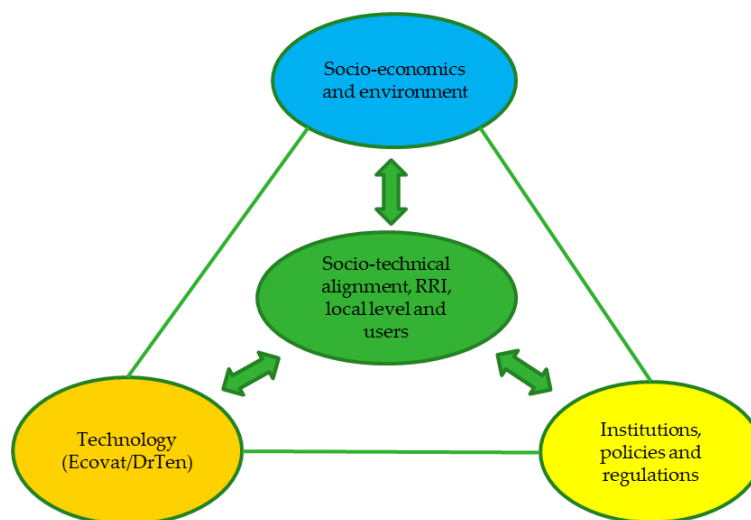 Socio-economics
and environment
Socio-technical
alignment, RRI,
local level and
users
Technology
(Ecovat/DrTen)
Institutions,
policies and
regulations